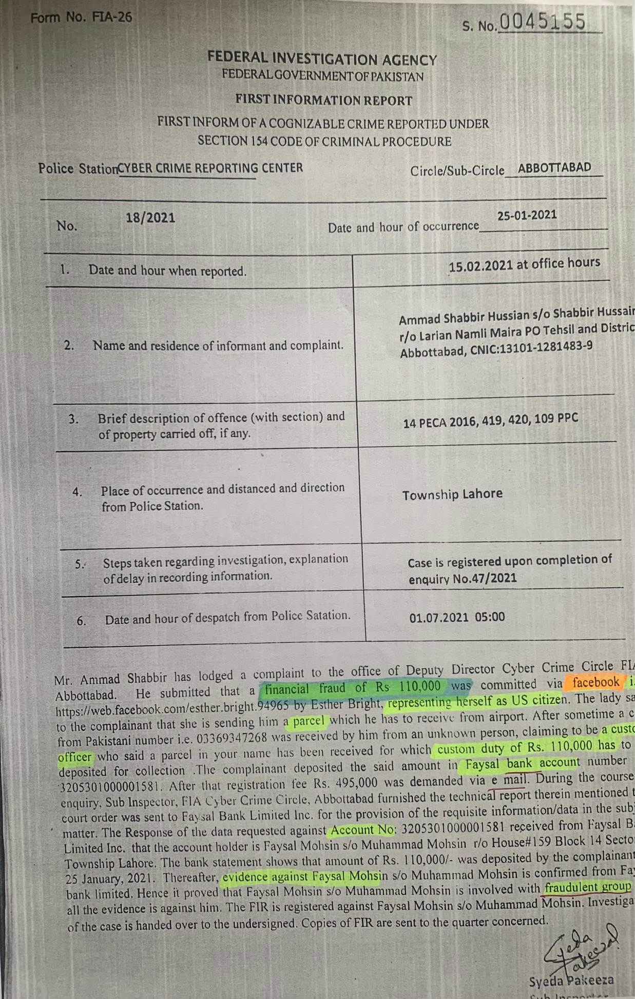 Form No. FIA-26
S. No. 0045155
FEDERAL INVESTIGATION AGENCY
FEDERAL GOVERNMENT OF PAKISTAN
FIRST INFORMATION REPORT
FIRST INFORM OF A COGNIZABLE CRIME REPORTED UNDER
SECTION 154 CODE OF CRIMINAL PROCEDURE
Police Station CYBER CRIME REPORTING CENTER
Circle/Sub-Circle ABBOTTABAD
No. 18/2021
Date and hour of occurrence 25-01-2021
1. Date and hour when reported.
15.02.2021 at office hours
2. Name and residence of informant and complaint.
Ammad Shabbir Hussian s/o Shabbir Hussain
r/o Larian Namli Maira PO Tehsil and Distric
Abbottabad, CNIC:13101-1281483-9
3. Brief description of offence (with section) and
of property carried off, if any.
14 PECA 2016, 419, 420, 109 PPC
4. Place of occurrence and distanced and direction
from Police Station.
Township Lahore
5. Steps taken regarding investigation, explanation
of delay in recording information.
Case is registered upon completion of
enquiry No.47/2021
6. Date and hour of despatch from Police Satation.
01.07.2021 05:00
Mr. Ammad Shabbir has lodged a complaint to the office of Deputy Director Cyber Crime Circle FIA
Abbottabad. He submitted that a financial fraud of Rs 110,000 was committed via facebook i.
https://web.facebook.com/esther.bright.94965 by Esther Bright, representing herself as US citizen. The lady sa
to the complainant that she is sending him a parcel which he has to receive from airport. After sometime a c
from Pakistani number i.e. 03369347268 was received by him from an unknown person, claiming to be a custo
officer who said a parcel in your name has been received for which custom duty of Rs. 110,000 has to
deposited for collection .The complainant deposited the said amount in Faysal bank account number
3205301000001581. After that registration fee Rs. 495,000 was demanded via e mail. During the course
enquiry, Sub Inspector, FIA Cyber Crime Circle, Abbottabad furnished the technical report therein mentioned t
court order was sent to Faysal Bank Limited Inc. for the provision of the requisite information/data in the subj
matter. The Response of the data requested against Account No: 3205301000001581 received from Faysal Ba
Limited Inc. that the account holder is Faysal Mohsin s/o Muhammad Mohsin r/o House#159 Block 14 Secto
Township Lahore. The bank statement shows that amount of Rs. 110,000/- was deposited by the complainant
25 January, 2021. Thereafter, evidence against Faysal Mohsin s/o Muhammad Mohsin is confirmed from Fay
bank limited. Hence it proved that Faysal Mohsin s/o Muhammad Mohsin is involved with fraudulent group
all the evidence is against him. The FIR is registered against Faysal Mohsin s/o Muhammad Mohsin. Investiga
of the case is handed over to the undersigned. Copies of FIR are sent to the quarter concerned.
Syeda
Pakeeza
Syeda Pakeeza
Sub Inspector